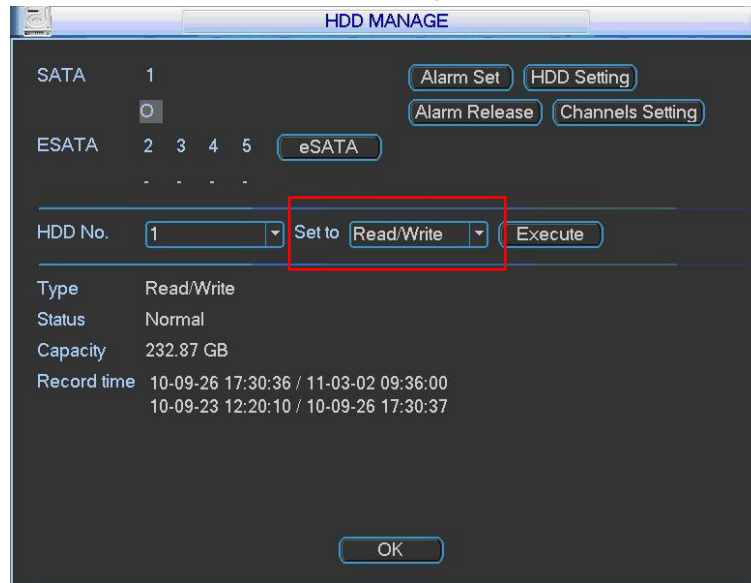 HDD MANAGE
SATA 1 Alarm Set HDD Setting
O Alarm Release Channels Setting
ESATA 2 3 4 5 eSATA
- - - -
HDD No. 1 Set to Read/Write Execute
Type Read/Write
Status Normal
Capacity 232.87 GB
Record time 10-09-26 17:30:36 / 11-03-02 09:36:00
10-09-23 12:20:10 / 10-09-26 17:30:37
OK